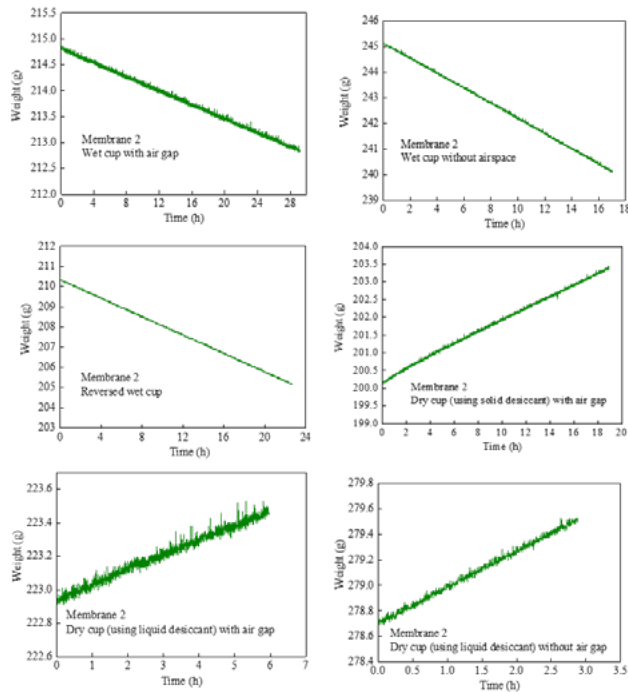 215.5
215.0
214.5
214.0
213.5
213.0
212.5
212.0
Weight (g)
Membrane 2
Wet cup with air gap
0 4 8 12 16 20 24 28
Time (h)
246
245
244
243
242
241
240
239
Weight (g)
Membrane 2
Wet cup without airspace
0 2 4 6 8 10 12 14 16 18
Time (h)
212
211
210
209
208
207
206
205
204
203
Weight (g)
Membrane 2
Reversed wet cup
0 4 8 12 16 20 24
Time (h)
204.0
203.5
203.0
202.5
202.0
201.5
201.0
200.5
200.0
199.5
199.0
Weight (g)
Membrane 2
Dry cup (using solid desiccant) with air gap
0 2 4 6 8 10 12 14 16 18 20
Time (h)
223.6
223.4
223.2
223.0
222.8
222.6
Weight (g)
Membrane 2
Dry cup (using liquid desiccant) with air gap
0 1 2 3 4 5 6 7
Time (h)
279.8
279.6
279.4
279.2
279.0
278.8
278.6
278.4
Weight (g)
Membrane 2
Dry cup (using liquid desiccant) without air gap
0.0 0.5 1.0 1.5 2.0 2.5 3.0 3.5
Time (h)